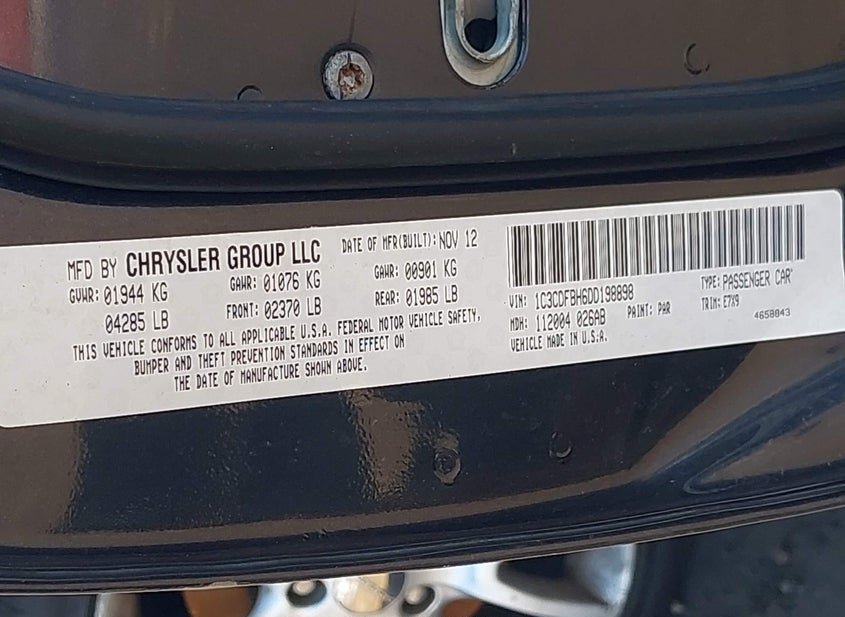 MFD BY CHRYSLER GROUP LLC
DATE OF MFR(BUILT): NOV 12
GVWR: 01944 KG
04285 LB
GAWR: 01076 KG
FRONT: 02370 LB
GAWR: 00901 KG
REAR: 01985 LB
THIS VEHICLE CONFORMS TO ALL APPLICABLE U.S.A. FEDERAL MOTOR VEHICLE SAFETY,
BUMPER AND THEFT PREVENTION STANDARDS IN EFFECT ON
THE DATE OF MANUFACTURE SHOWN ABOVE.
VIN: 1C3CDFBH6DD198898
TYPE: PASSENGER CAR
MDH: 112004 026AB
PAINT: PAR
TRIM: E7X9
VEHICLE MADE IN U.S.A.
4658043